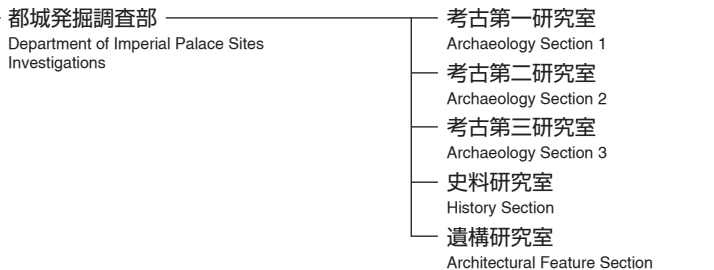 都城発掘調査部
Department of Imperial Palace Sites
Investigations
考古第一研究室
Archaeology Section 1
考古第二研究室
Archaeology Section 2
考古第三研究室
Archaeology Section 3
史料研究室
History Section
遺構研究室
Architectural Feature Section